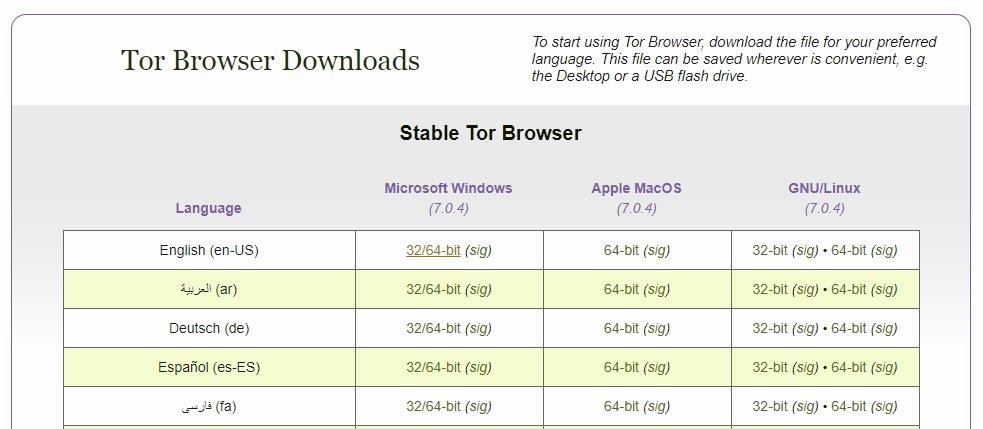 Tor Browser Downloads
To start using Tor Browser, download the file for your preferred
language. This file can be saved wherever is convenient, e.g.
the Desktop or a USB flash drive.
Stable Tor Browser
Language
Microsoft Windows
(7.0.4)
Apple MacOS
(7.0.4)
GNU/Linux
(7.0.4)
English (en-US) 32/64-bit (sig) 64-bit (sig) 32-bit (sig) • 64-bit (sig)
العربية (ar) 32/64-bit (sig) 64-bit (sig) 32-bit (sig) • 64-bit (sig)
Deutsch (de) 32/64-bit (sig) 64-bit (sig) 32-bit (sig) • 64-bit (sig)
Español (es-ES) 32/64-bit (sig) 64-bit (sig) 32-bit (sig) • 64-bit (sig)
فارسی (fa) 32/64-bit (sig) 64-bit (sig) 32-bit (sig) • 64-bit (sig)